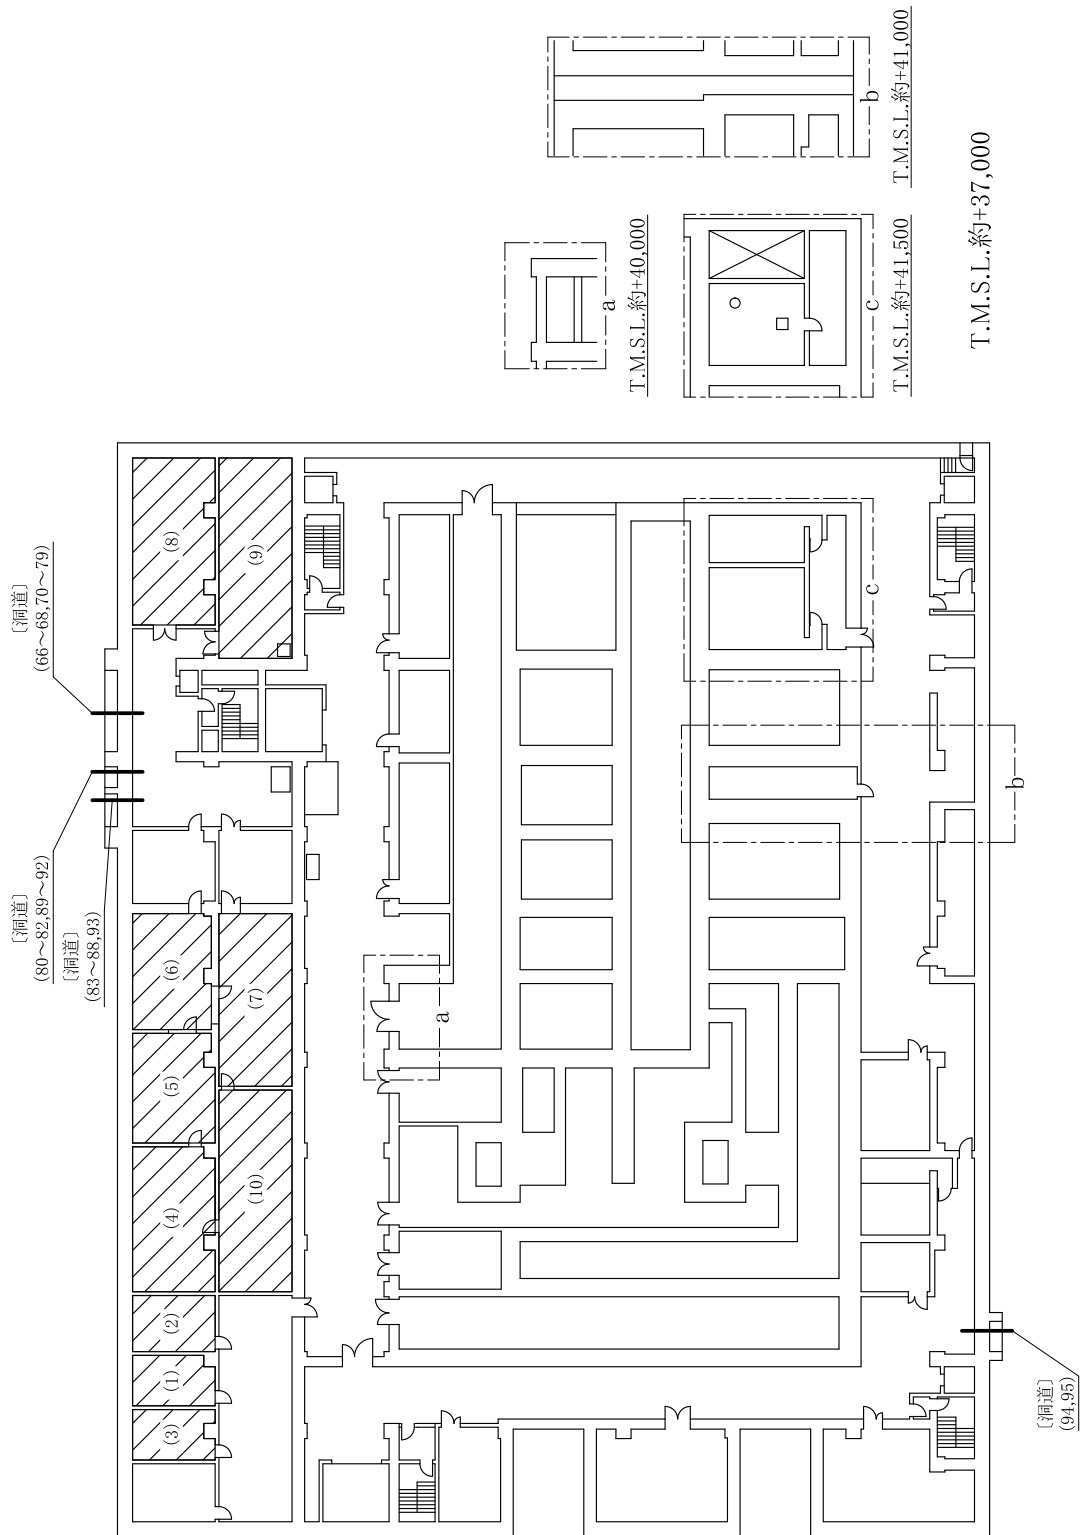 〔洞道〕
(66～68,70～79)
〔洞道〕
(80～82,89～92)
〔洞道〕
(83～88,93)
(8)
(9)
(6)
(7)
(5)
(4)
(10)
(2)
(1)
(3)
a
b
c
a
T.M.S.L.約+40,000
b
T.M.S.L.約+41,000
c
T.M.S.L.約+41,500
T.M.S.L.約+37,000
〔洞道〕
(94,95)